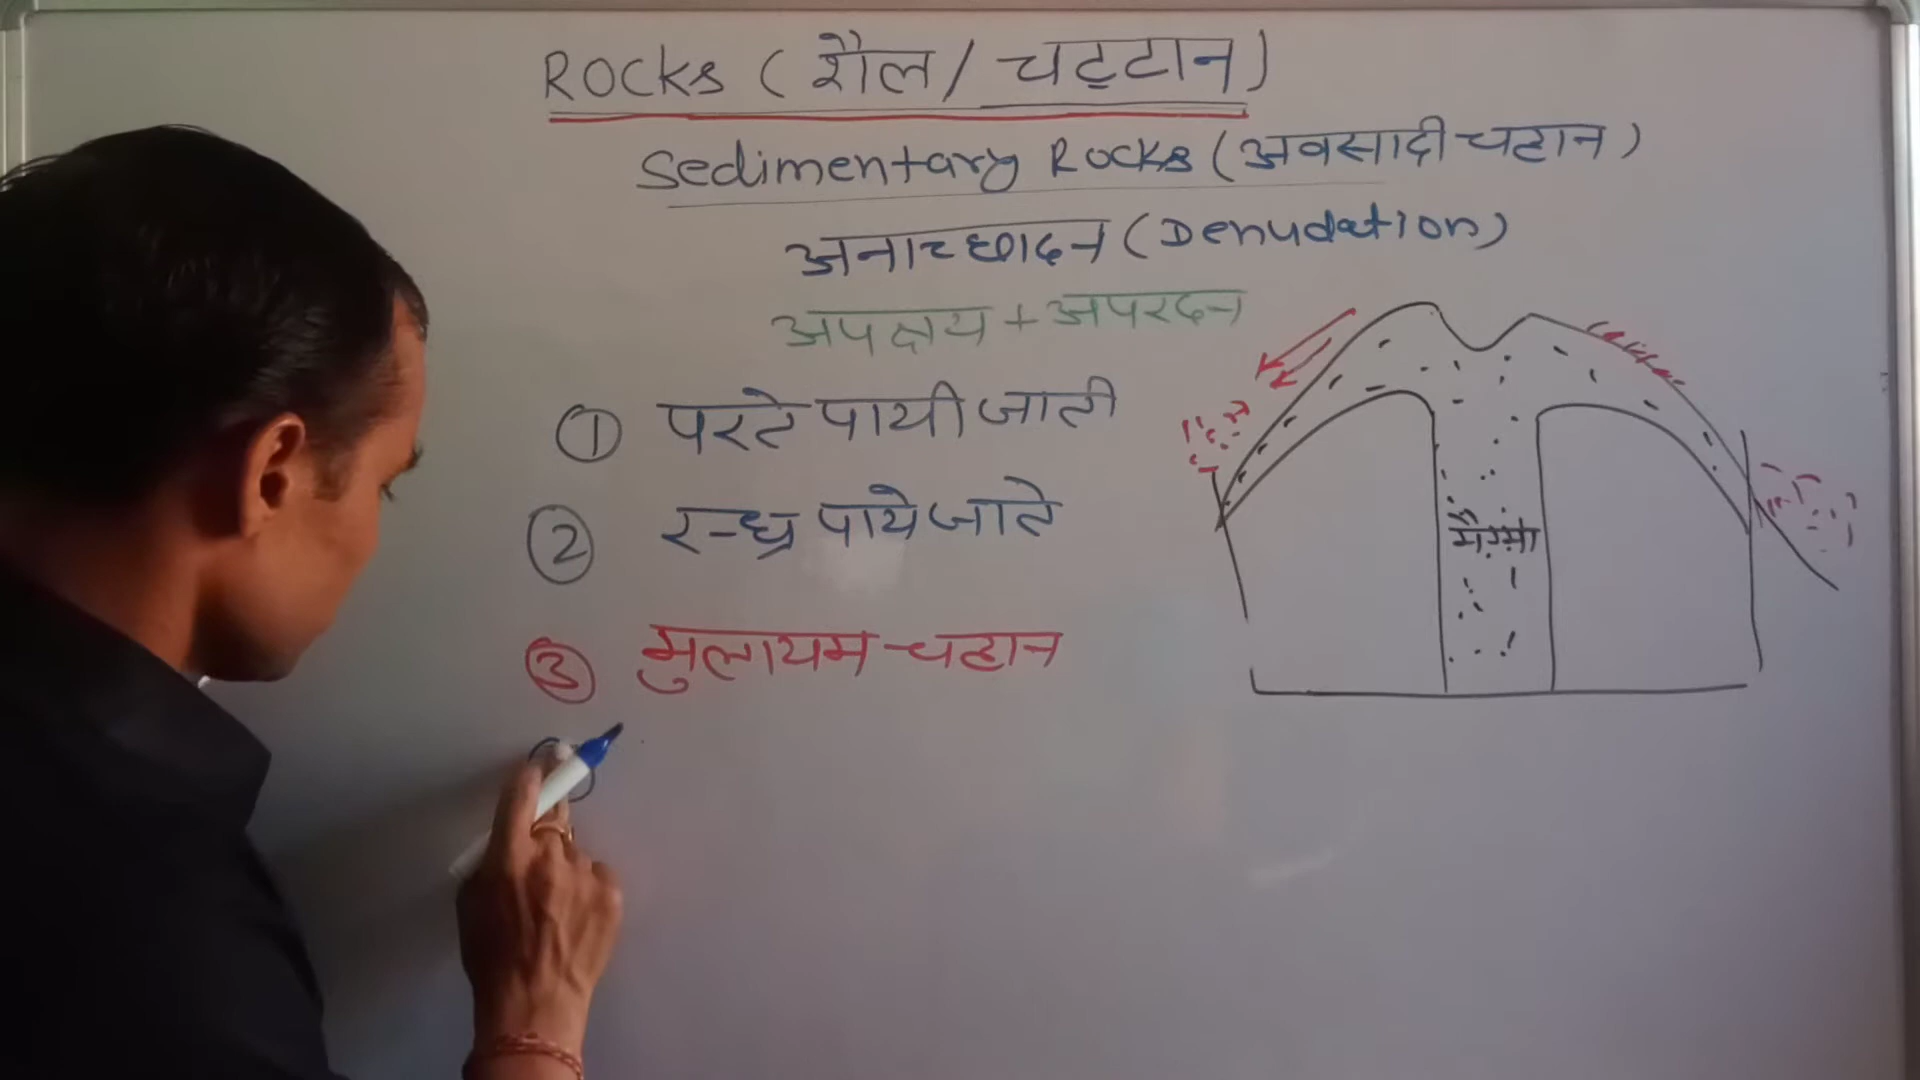 ROCKS (शैल/चट्टान)
Sedimentary Rocks (अवसादी चट्टान)
अनाच्छादन (Denudation)
अपक्षय + अपरदन
① परते पायी जाती
② रन्ध्र पाये जाते
③ मुलायम चट्टान
मैग्मा